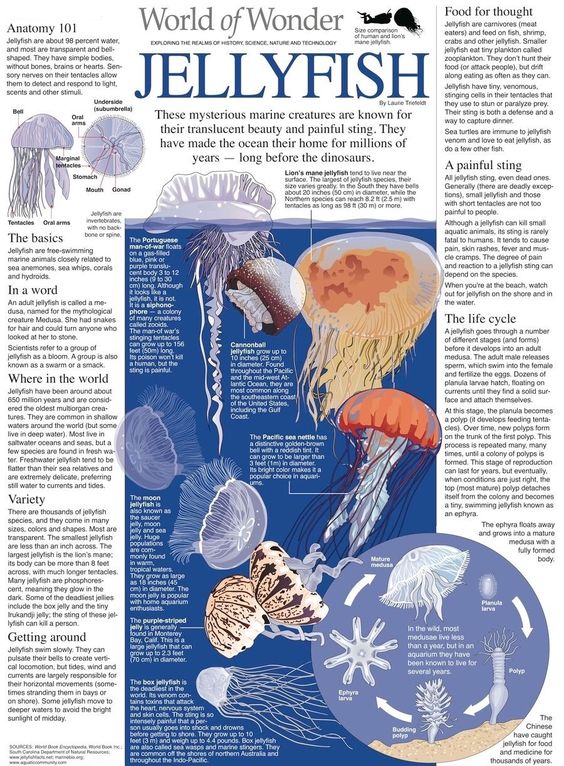 World of Wonder
EXPLORING THE REALMS OF HISTORY, SCIENCE, NATURE AND TECHNOLOGY
Size comparison
of human and lion's
mane jellyfish.
JELLYFISH
By Laurie Triefeldt
These mysterious marine creatures are known for
their translucent beauty and painful sting. They
have made the ocean their home for millions of
years — long before the dinosaurs.
Anatomy 101
Jellyfish are about 98 percent water,
and most are transparent and bell-
shaped. They have simple bodies,
without bones, brains or hearts. Sen-
sory nerves on their tentacles allow
them to detect and respond to light,
scents and other stimuli.
Bell
Oral
arms
Underside
(subumbrella)
Marginal
tentacles
Stomach
Mouth
Gonad
Tentacles
Oral arms
Jellyfish are
invertebrates,
with no back-
bone or spine.
The basics
Jellyfish are free-swimming
marine animals closely related to
sea anemones, sea whips, corals
and hydroids.
In a word
An adult jellyfish is called a me-
dusa, named for the mythological
creature Medusa. She had snakes
for hair and could turn anyone who
looked at her to stone.
Scientists refer to a group of
jellyfish as a bloom. A group is also
known as a swarm or a smack.
Where in the world
Jellyfish have been around about
650 million years and are consid-
ered the oldest multiorgan crea-
tures. They are common in shallow
waters around the world (but some
live in deep water). Most live in
saltwater oceans and seas, but a
few species are found in fresh wa-
ter. Freshwater jellyfish tend to be
flatter than their sea relatives and
are extremely delicate, preferring
still water to currents and tides.
Variety
There are thousands of jellyfish
species, and they come in many
sizes, colors and shapes. Most are
transparent. The smallest jellyfish
are less than an inch across. The
largest jellyfish is the lion's mane;
its body can be more than 8 feet
across, with much longer tentacles.
Many jellyfish are phosphores-
cent, meaning they glow in the
dark. Some of the deadliest jellies
include the box jelly and the tiny
Irukandji jelly; the sting of these jel-
lyfish can kill a person.
Getting around
Jellyfish swim slowly. They can
pulsate their bells to create verti-
cal locomotion, but tides, wind and
currents are largely responsible for
their horizontal movements (some-
times stranding them in bays or
on shore). Some jellyfish move to
deeper waters to avoid the bright
sunlight of midday.
SOURCES: World Book Encyclopedia, World Book Inc.;
South Carolina Department of Natural Resources;
www.jellyfishfacts.net; marinebio.org;
www.aquaticcommunity.com
Lion's mane jellyfish tend to live near the
surface. The largest of jellyfish species, their
size varies greatly. In the South they have bells
about 20 inches (50 cm) in diameter, while the
Northern species can reach 8.2 ft (2.5 m) with
tentacles as long as 98 ft (30 m) or more.
The Portuguese
man-of-war floats
on a gas-filled
blue, pink or
purple translu-
cent body 3 to 12
inches (9 to 30
cm) long. Although
it looks like a
jellyfish, it is not.
It is a siphono-
phore — a colony
of many creatures
called zooids.
The man-of war's
stinging tentacles
can grow up to 156
feet (50m) long.
Its poison won't kill
a human, but the
sting is painful.
Cannonball
jellyfish grow up to
10 inches (25 cm)
in diameter. Found
throughout the Pacific
and the mid-west At-
lantic Ocean, they are
most common along
the southeastern coast
of the United States,
including the Gulf
Coast.
The Pacific sea nettle has
a distinctive golden-brown
bell with a reddish tint. It
can grow to be larger than
3 feet (1m) in diameter.
Its bright color makes it a
popular choice in aquari-
ums.
The moon
jellyfish is
also known as
the saucer
jelly, moon
jelly and sea
jelly. Huge
populations
are com-
monly found
in warm,
tropical waters.
They grow as large
as 18 inches (45
cm) in diameter. The
moon jelly is popular
with home aquarium
enthusiasts.
The purple-striped
jelly is generally
found in Monterey
Bay, Calif. This is a
large jellyfish that can
grow up to 2.3 feet
(70 cm) in diameter.
The box jellyfish is
the deadliest in the
world. Its venom con-
tains toxins that attack
the heart, nervous system
and skin cells. The sting is so
intensely painful that a per-
son usually goes into shock and drowns
before getting to shore. They grow up to 10
feet (3 m) and weigh up to 4.4 pounds. Box jellyfish
are also called sea wasps and marine stingers. They are
common off the shores of northern Australia and
throughout the Indo-Pacific.
Food for thought
Jellyfish are carnivores (meat
eaters) and feed on fish, shrimp,
crabs and other jellyfish. Smaller
jellyfish eat tiny plankton called
zooplankton. They don't hunt their
food (or attack people), but drift
along eating as often as they can.
Jellyfish have tiny, venomous,
stinging cells in their tentacles that
they use to stun or paralyze prey.
Their sting is both a defense and a
way to capture dinner.
Sea turtles are immune to jellyfish
venom and love to eat jellyfish, as
do a few other fish.
A painful sting
All jellyfish sting, even dead ones.
Generally (there are deadly excep-
tions), small jellyfish and those
with short tentacles are not too
painful to people.
Although a jellyfish can kill small
aquatic animals, its sting is rarely
fatal to humans. It tends to cause
pain, skin rashes, fever and mus-
cle cramps. The degree of pain
and reaction to a jellyfish sting can
depend on the species.
When you're at the beach, watch
out for jellyfish on the shore and in
the water.
The life cycle
A jellyfish goes through a number
of different stages (and forms)
before it develops into an adult
medusa. The adult male releases
sperm, which swim into the female
and fertilize the eggs. Dozens of
planula larvae hatch, floating on
currents until they find a solid sur-
face and attach themselves.
At this stage, the planula becomes
a polyp (it develops feeding tenta-
cles). Over time, new polyps form
on the trunk of the first polyp. This
process is repeated many, many
times, until a colony of polyps is
formed. This stage of reproduction
can last for years, but eventually,
when conditions are just right, the
top (most mature) polyp detaches
itself from the colony and becomes
a tiny, swimming jellyfish known as
an ephyra.
The ephyra floats away
and grows into a mature
medusa with a
fully formed
body.
Mature
medusa
Planula
larva
In the wild, most
medusae live less
than a year, but in an
aquarium they have
been known to live for
several years.
Polyp
Ephyra
larva
Budding
polyp
The
Chinese
have caught
jellyfish for food
and medicine for
thousands of years.